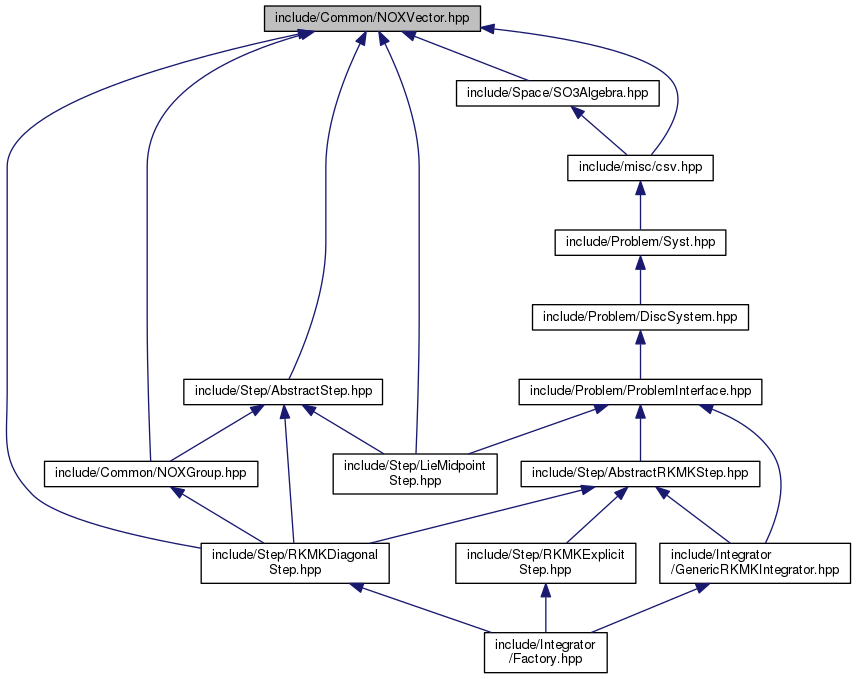 include/Common/NOXVector.hpp
include/Space/SO3Algebra.hpp
include/misc/csv.hpp
include/Problem/Syst.hpp
include/Problem/DiscSystem.hpp
include/Step/AbstractStep.hpp
include/Problem/ProblemInterface.hpp
include/Common/NOXGroup.hpp
include/Step/LieMidpoint
Step.hpp
include/Step/AbstractRKMKStep.hpp
include/Step/RKMKDiagonal
Step.hpp
include/Step/RKMKExplicit
Step.hpp
include/Integrator
/GenericRKMKIntegrator.hpp
include/Integrator
/Factory.hpp